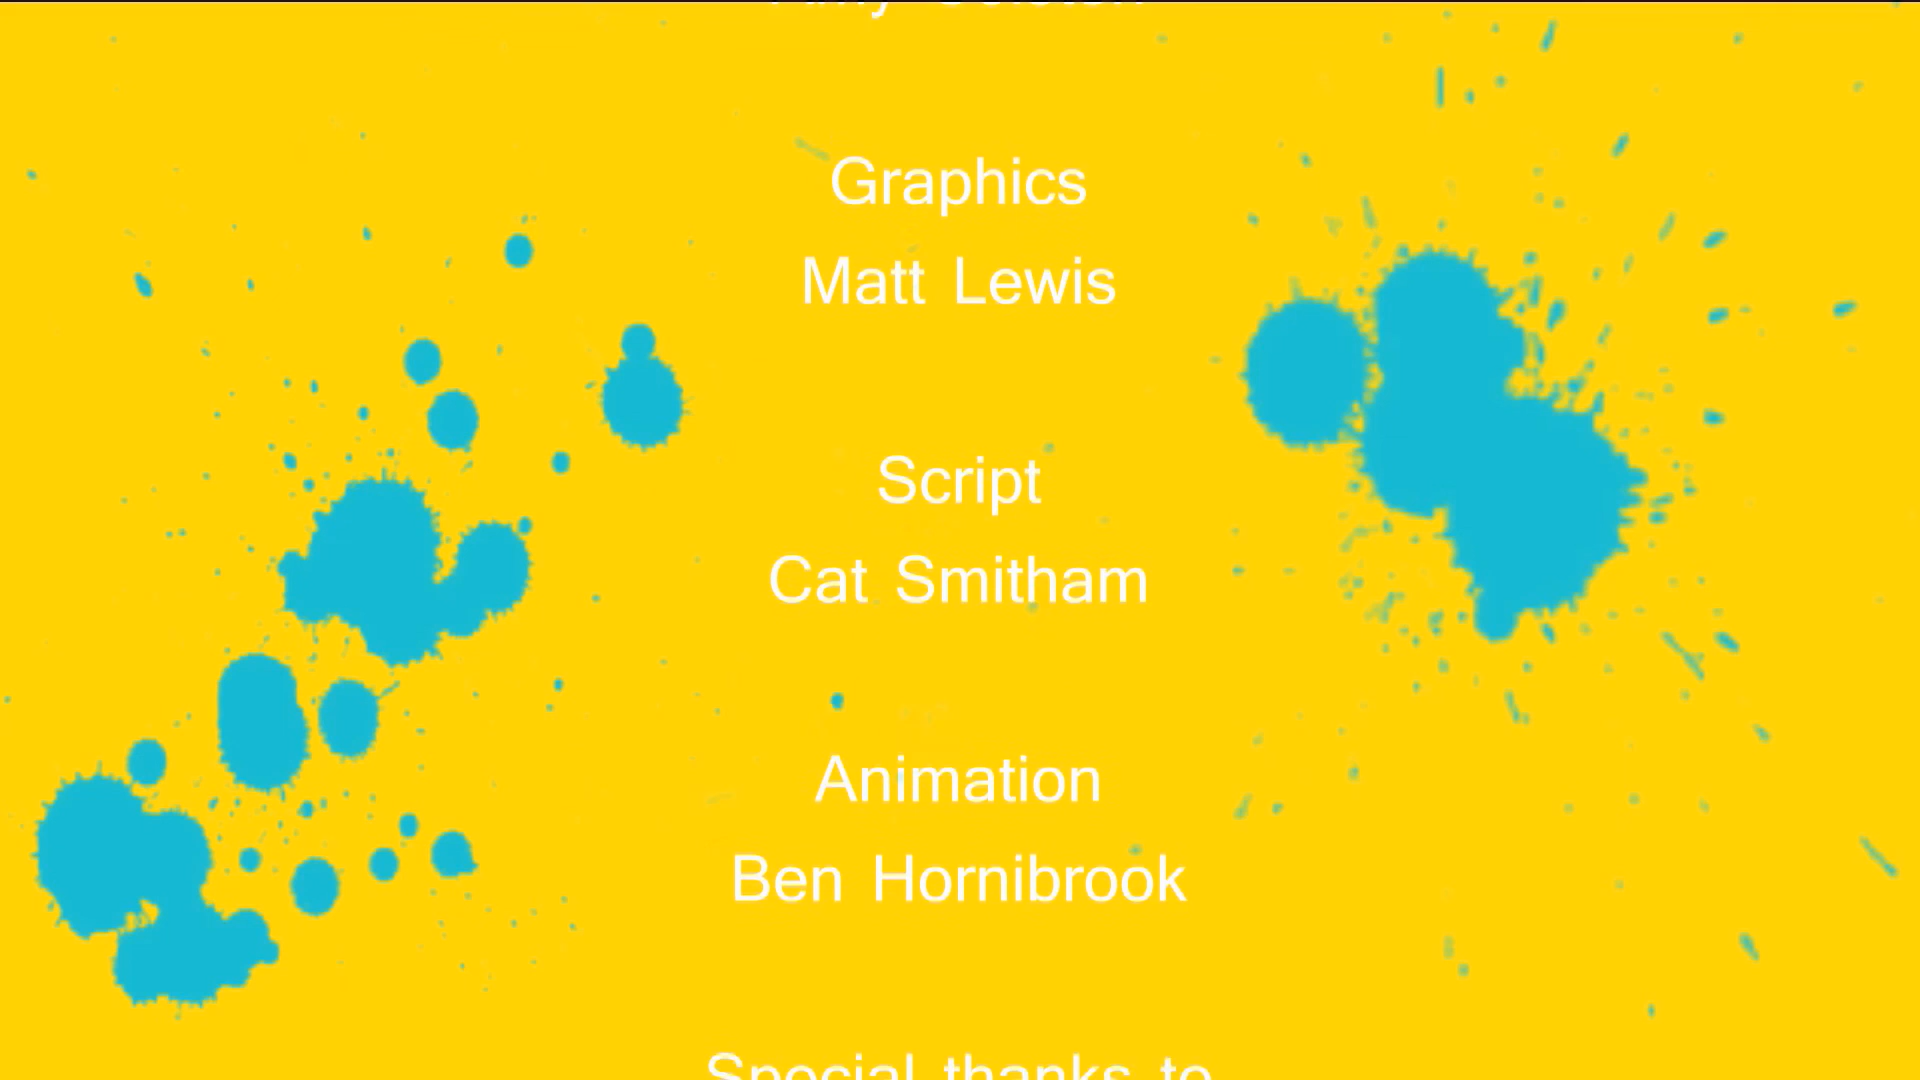 Graphics
Matt Lewis
Script
Cat Smitham
Animation
Ben Hornibrook
Special thanks to